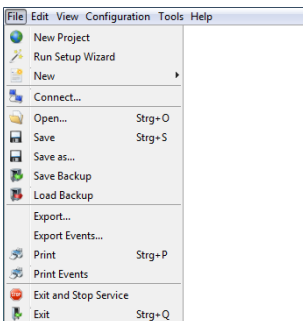 File Edit View Configuration Tools Help
New Project
Run Setup Wizard
New
Connect...
Open... Strg+O
Save Strg+S
Save as...
Save Backup
Load Backup
Export...
Export Events...
Print Strg+P
Print Events
Exit and Stop Service
Exit Strg+Q